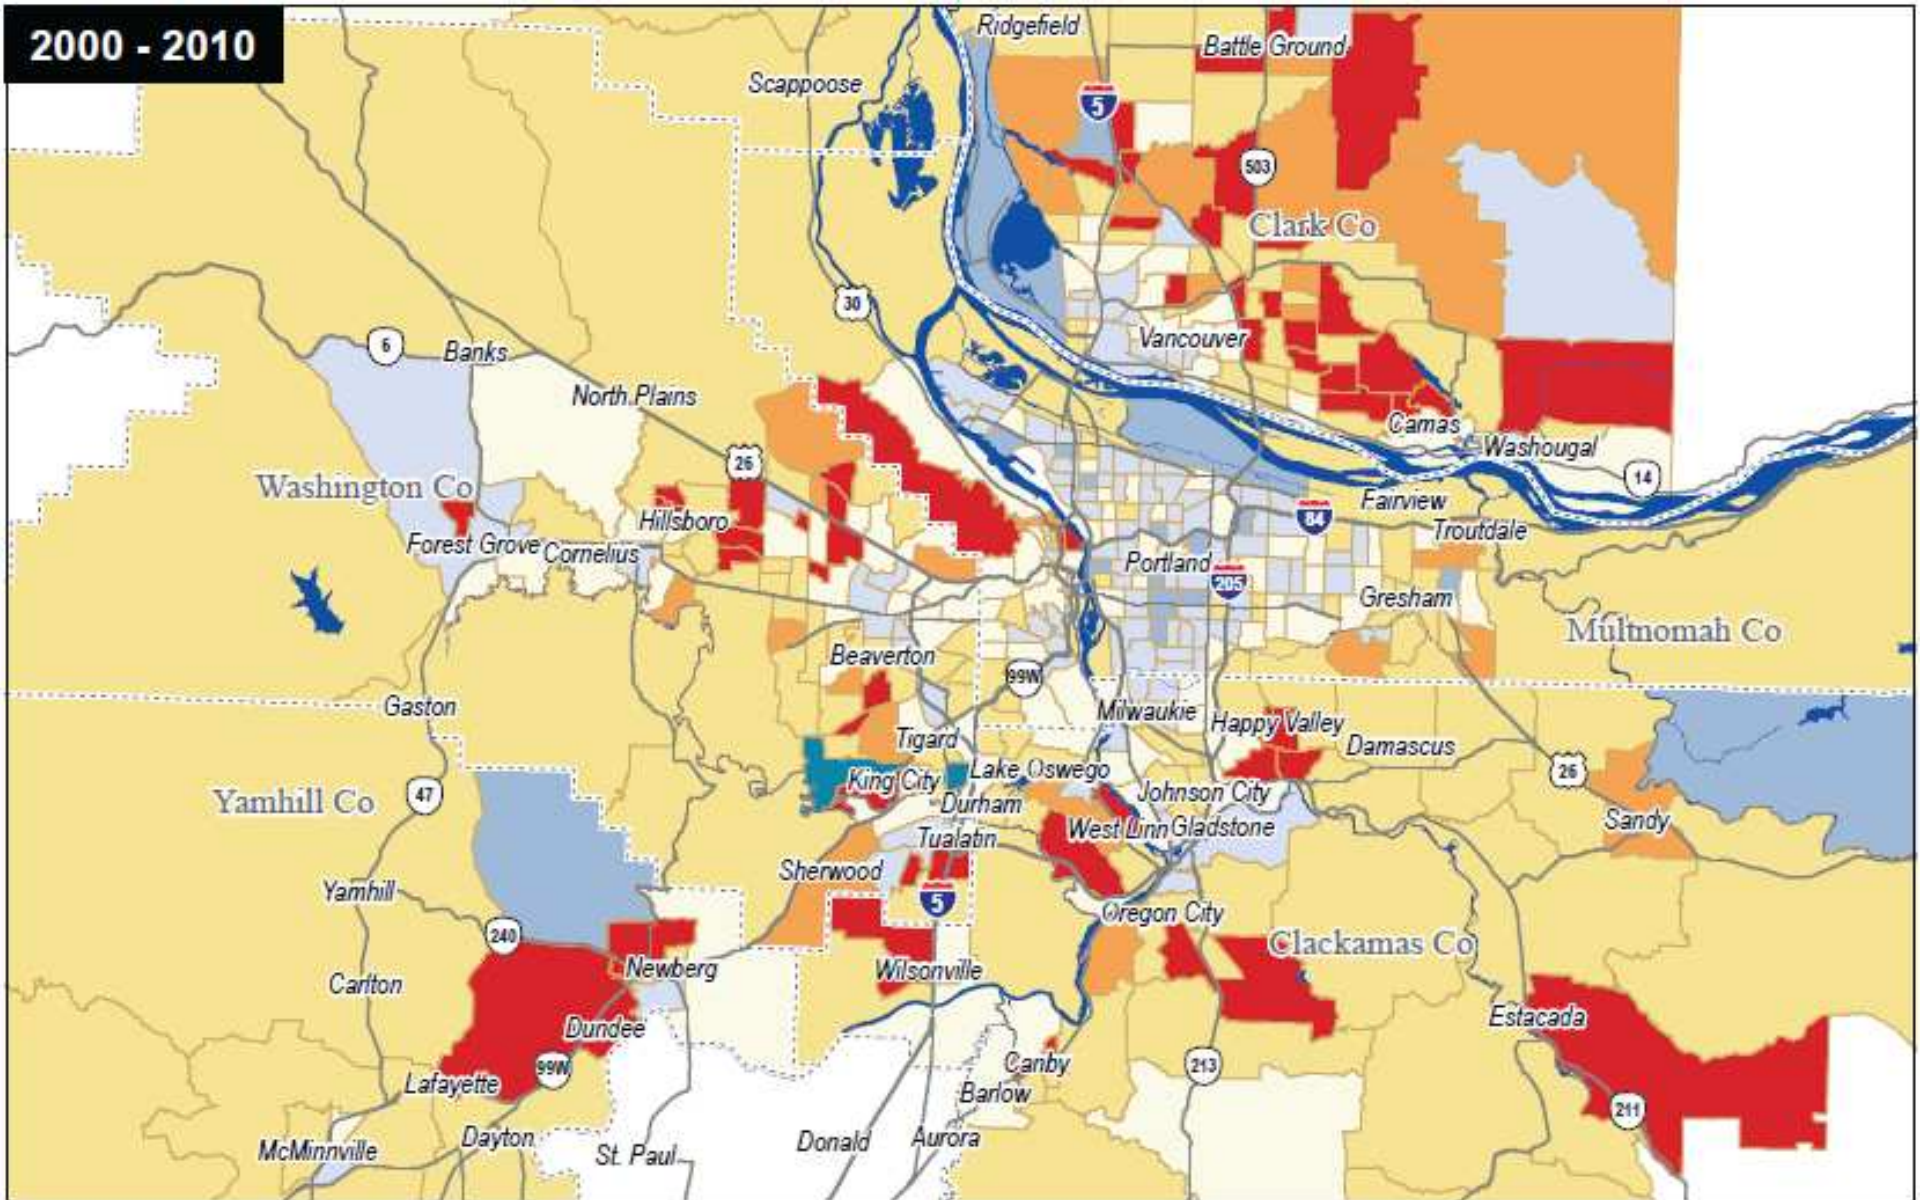 2000 - 2010
Ridgefield
Battle Ground
Scappoose
5
503
Clark Co
30
6
Banks
Vancouver
North Plains
Camas
Washougal
26
14
Washington Co
Fairview
Hillsboro
84
Troutdale
Forest Grove
Cornelius
Portland
205
Gresham
Multnomah Co
Beaverton
99W
Gaston
Milwaukie
Happy Valley
Tigard
Damascus
King City
Lake Oswego
26
47
Yamhill Co
Johnson City
Durham
Sandy
West Linn
Gladstone
Tualatin
Sherwood
Yamhill
5
Oregon City
240
Clackamas Co
Newberg
Wilsonville
Carlton
Estacada
Dundee
Canby
213
99W
Lafayette
Barlow
211
Dayton
Donald
Aurora
McMinnville
St. Paul